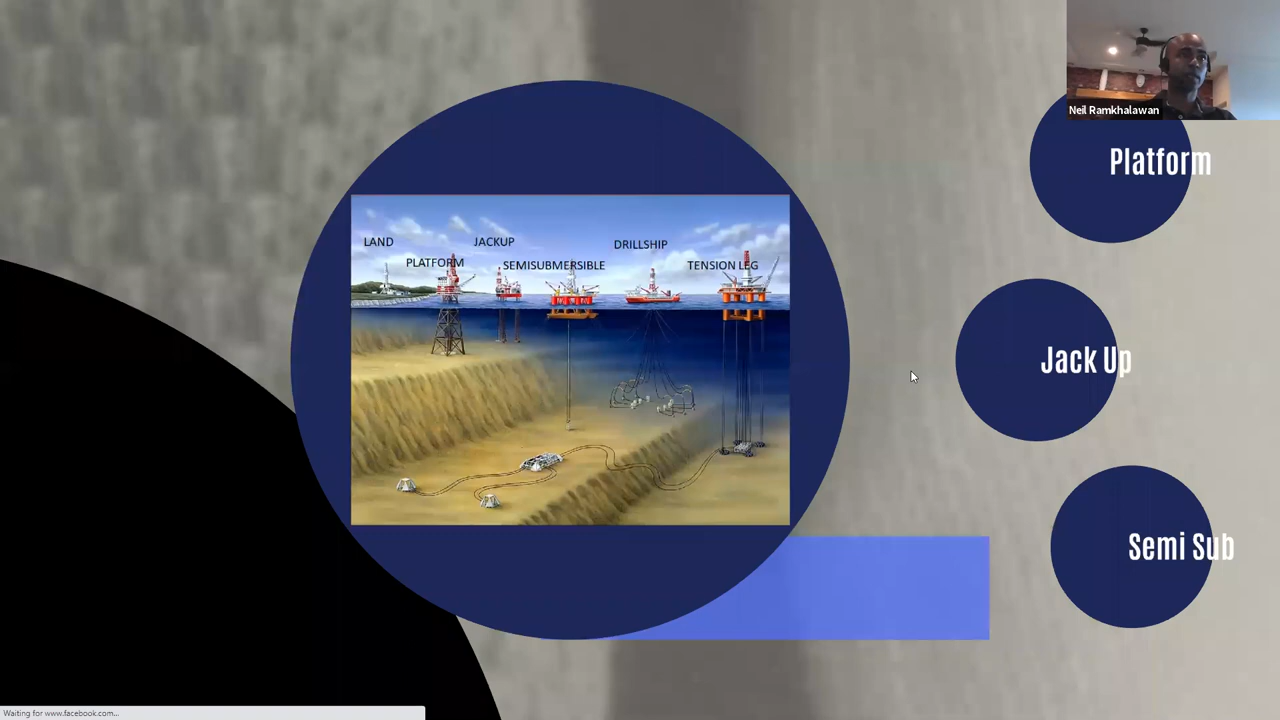 Neil Ramkhalawan
Platform
LAND
JACKUP
DRILLSHIP
PLATFORM
SEMISUBMERSIBLE
TENSION LEG
Jack Up
Semi Sub
Waiting for www.facebook.com...